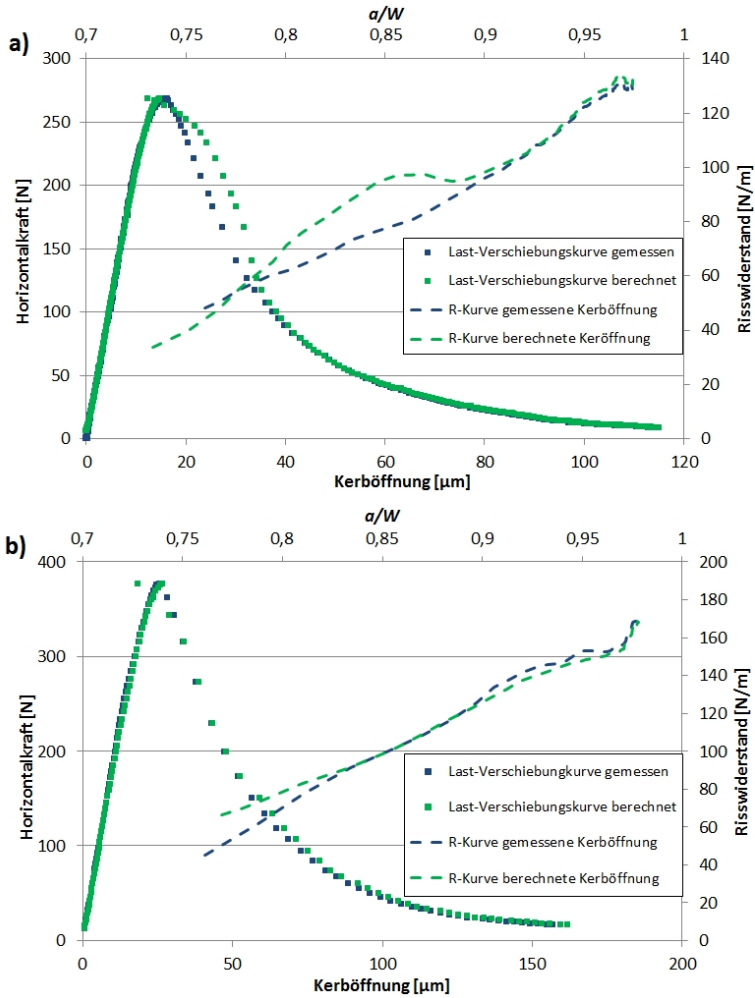 a)
a/W
0,7 0,75 0,8 0,85 0,9 0,95 1
300 140
250 120
200 100
150 80
100 60
50 40
0 20
0
Horizontalkraft [N]
Risswiderstand [N/m]
Last-Verschiebungskurve gemessen
Last-Verschiebungskurve berechnet
R-Kurve gemessene Kerböffnung
R-Kurve berechnete Keröffnung
0 20 40 60 80 100 120
Kerböffnung [µm]
b)
a/W
0,7 0,75 0,8 0,85 0,9 0,95 1
400 200
180
300 160
140
200 120
100
100 80
60
0 40
20
0
Horizontalkraft [N]
Risswiderstand [N/m]
Last-Verschiebungkurve gemessen
Last-Verschiebungskurve berechnet
R-Kurve gemessene Kerböffnung
R-Kurve berechnete Kerböffnung
0 50 100 150 200
Kerböffnung [µm]